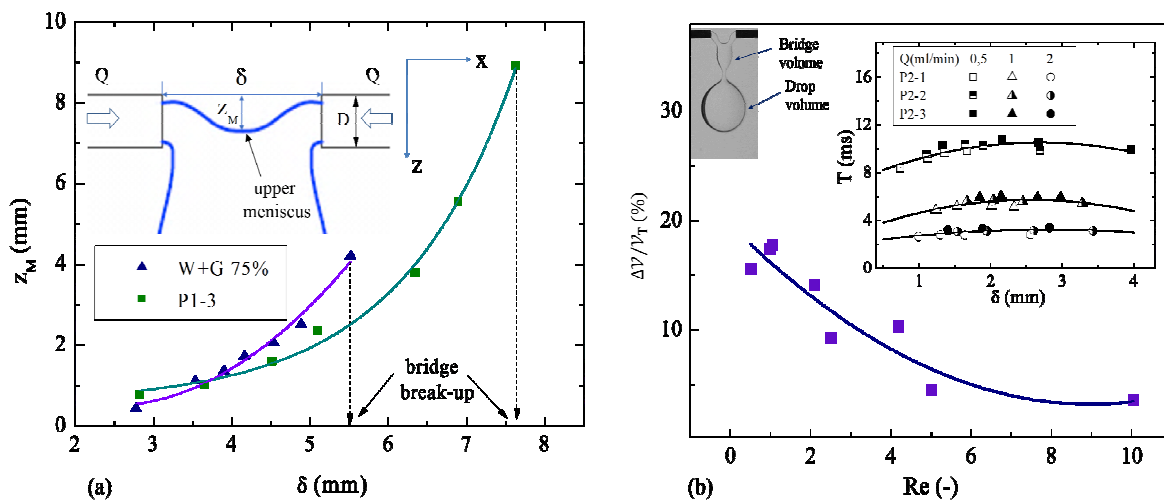 10
8
6
4
2
0
2
3
4
5
6
7
8
z_M (mm)
δ (mm)
(a)
Q
δ
Q
x
Z_M
D
z
upper
meniscus
W+G 75%
P1-3
bridge
break-up
30
20
10
0
0
2
4
6
8
10
ΔV/V_T (%)
Re (-)
(b)
Bridge
volume
Drop
volume
Q(ml/min) 0,5 1 2
P2-1
P2-2
P2-3
16
12
8
4
0
1
2
3
4
T (ms)
δ (mm)